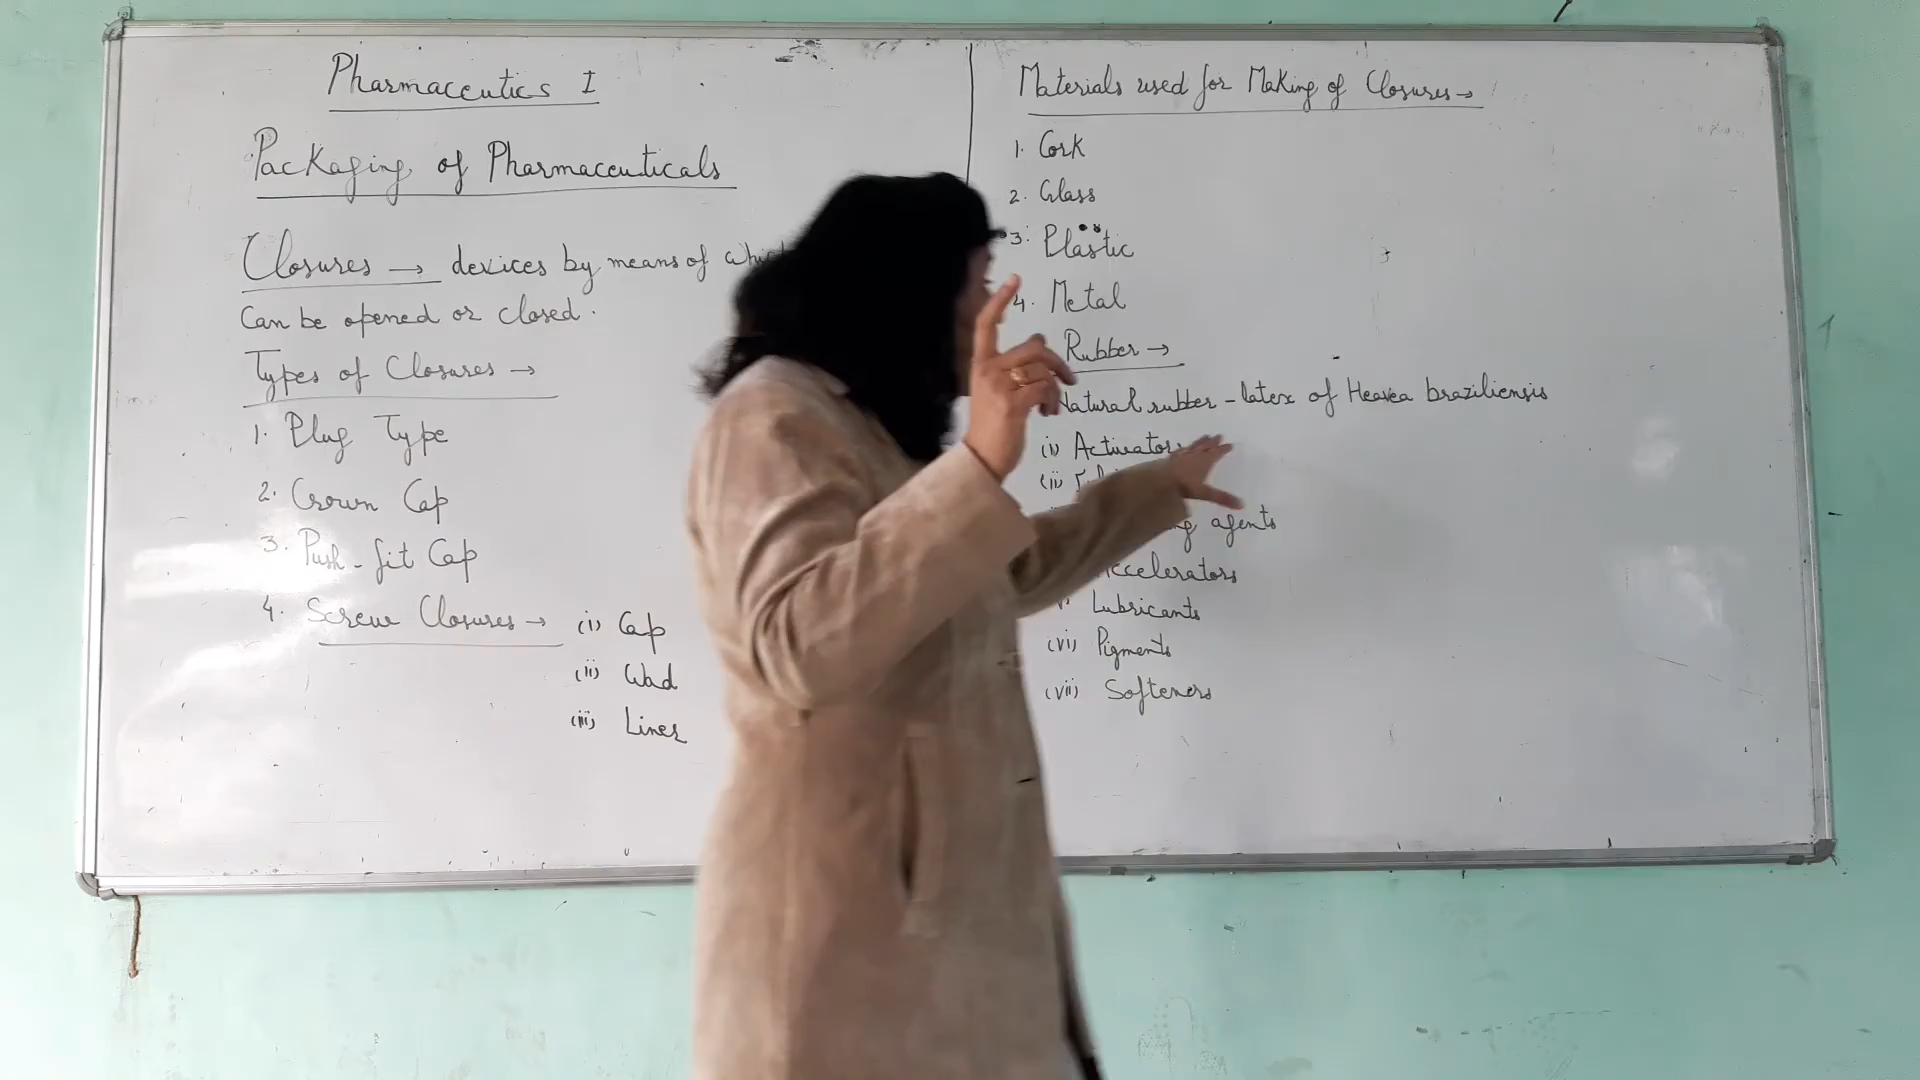 Pharmaceutics I
Packaging of Pharmaceuticals
Closures → devices by means of which
Can be opened or closed.
Types of Closures →
1. Plug Type
2. Crown Cap
3. Push-fit Cap
4. Screw Closures → (i) Cap
(ii) Wad
(iii) Liner
Materials used for Making of Closures →
1. Cork
2. Glass
3. Plastic
4. Metal
Rubber →
Natural rubber - latex of Heavea braziliensis
(i) Activators
(ii)
agents
Accelerators
Lubricants
(vi) Pigments
(vii) Softeners